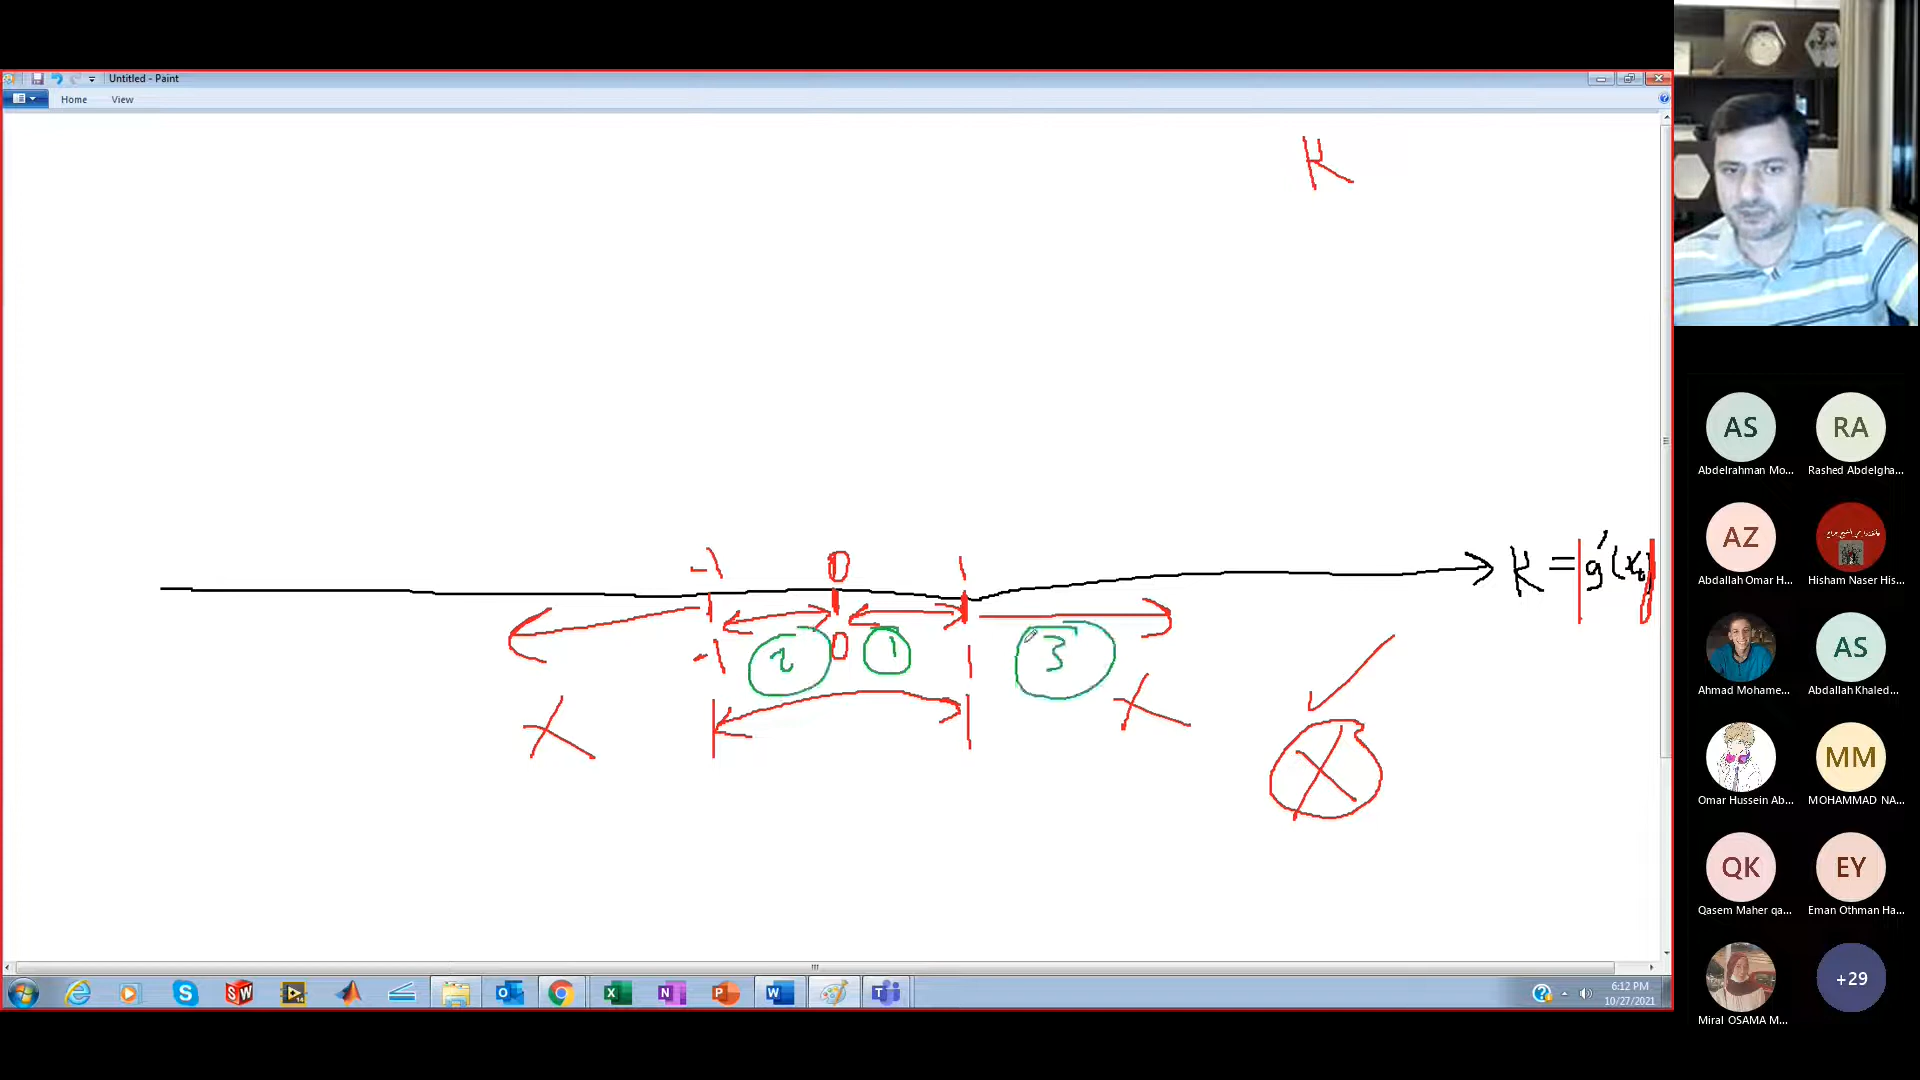 Untitled - Paint
Home
View
K
-1
0
1
K = |g'(x₀)|
-1
2
0
1
1
3
X
X
X
AS
Abdelrahman Mo...
RA
Rashed Abdelgha...
AZ
Abdallah Omar H...
Hisham Naser His...
Ahmad Mohame...
AS
Abdallah Khaled...
Omar Hussein Ab...
MM
MOHAMMAD NA...
QK
Qasem Maher qa...
EY
Eman Othman Ha...
Miral OSAMA M...
+29
6:12 PM
10/27/2021